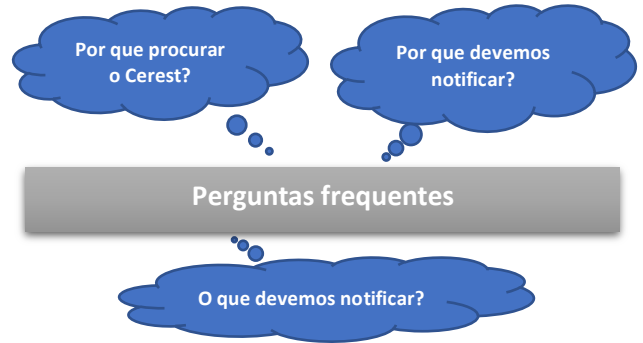 Por que procurar
o Cerest?
Por que devemos
notificar?
Perguntas frequentes
O que devemos notificar?